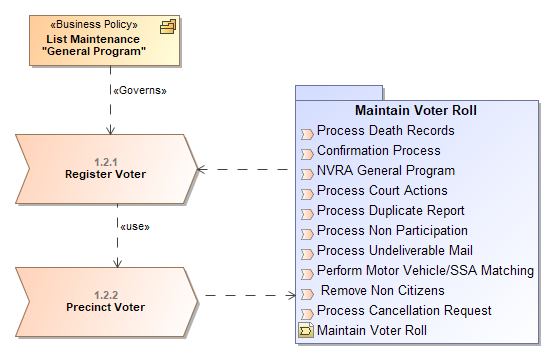 «Business Policy»
List Maintenance
"General Program"
«Governs»
1.2.1
Register Voter
«use»
1.2.2
Precinct Voter
Maintain Voter Roll
Process Death Records
Confirmation Process
NVRA General Program
Process Court Actions
Process Duplicate Report
Process Non Participation
Process Undeliverable Mail
Perform Motor Vehicle/SSA Matching
Remove Non Citizens
Process Cancellation Request
Maintain Voter Roll